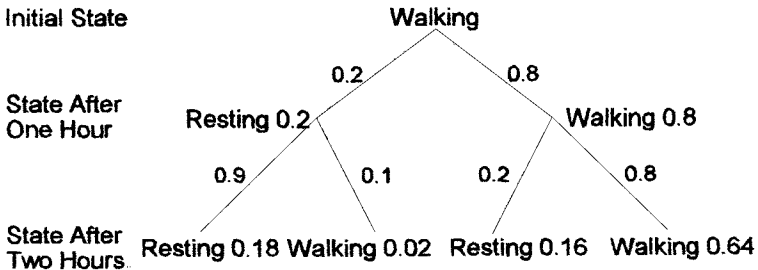 Initial State Walking
0.2 0.8
State After
One Hour
Resting 0.2 Walking 0.8
0.9 0.1 0.2 0.8
State After
Two Hours
Resting 0.18 Walking 0.02 Resting 0.16 Walking 0.64